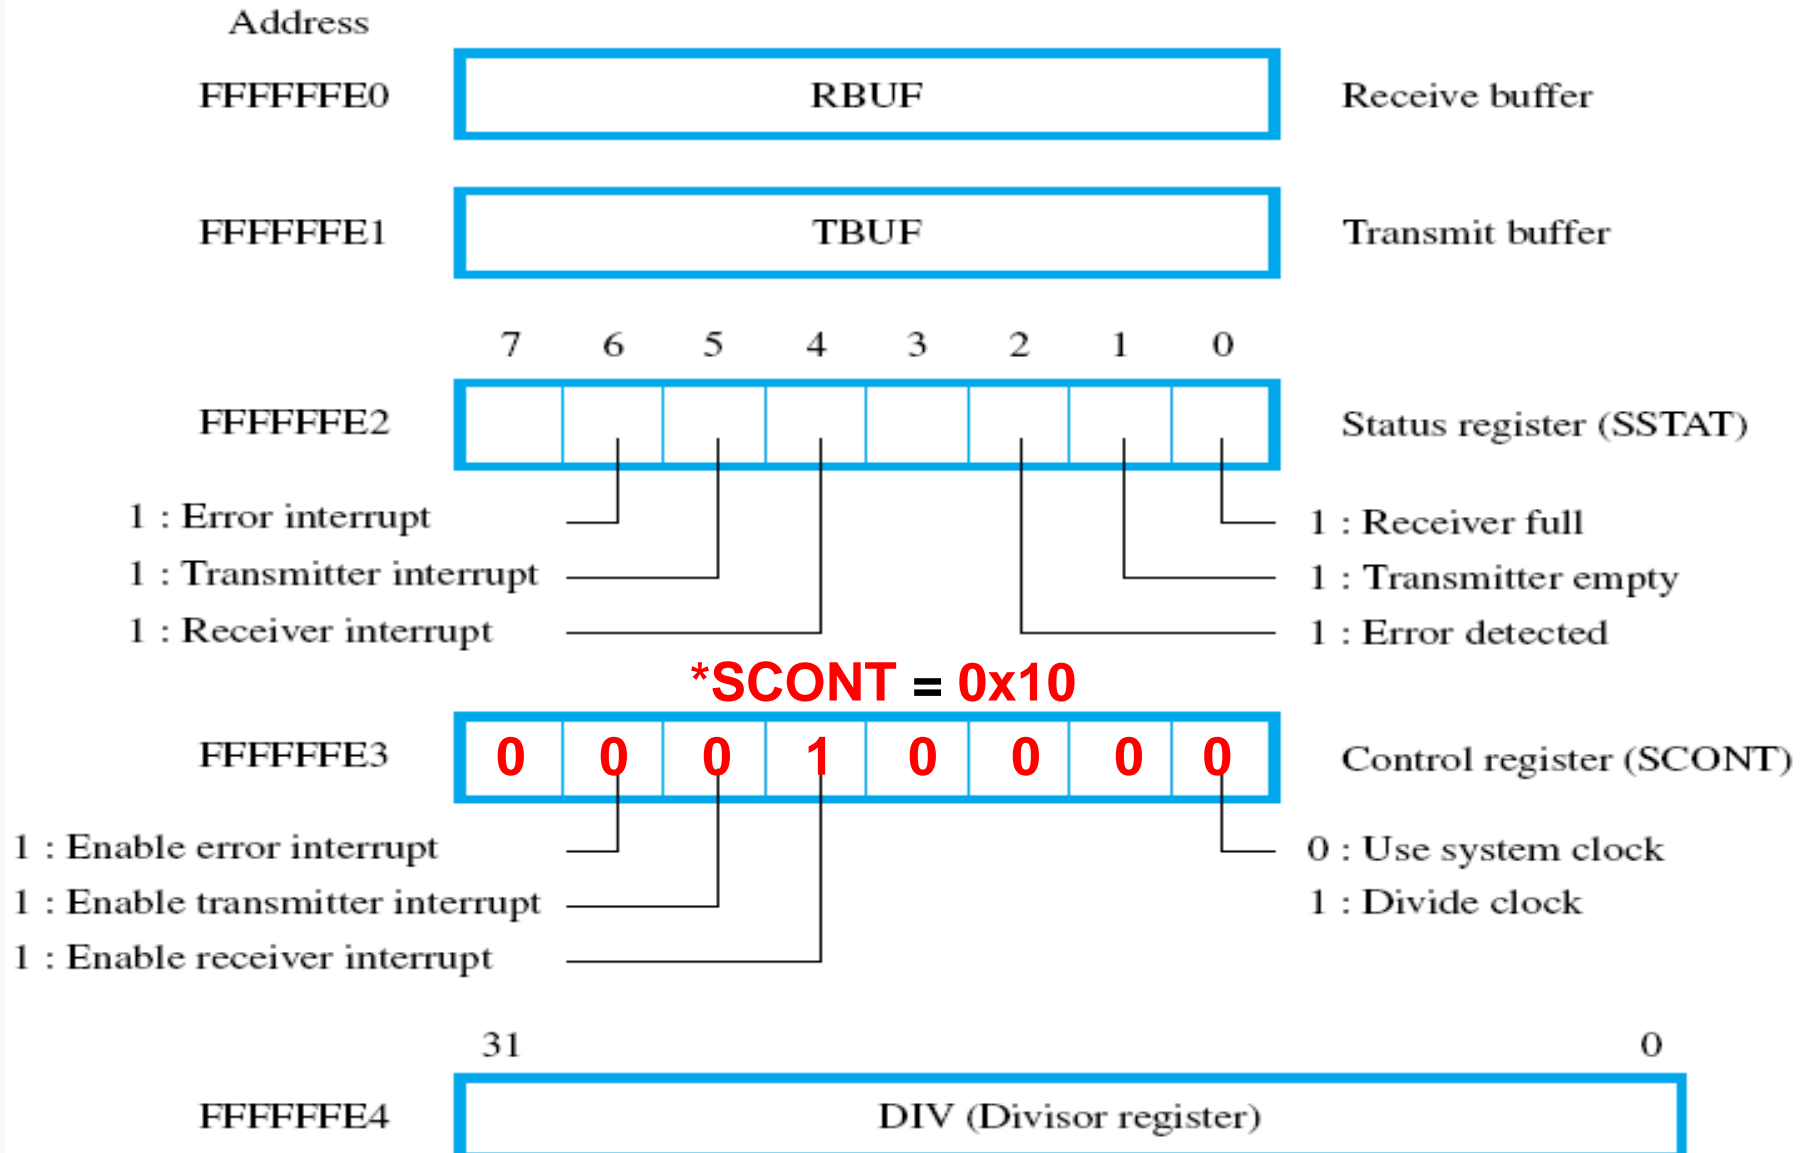 Address
FFFFFFE0 RBUF Receive buffer
FFFFFFE1 TBUF Transmit buffer
7 6 5 4 3 2 1 0
FFFFFFE2 Status register (SSTAT)
1 : Error interrupt 1 : Receiver full
1 : Transmitter interrupt 1 : Transmitter empty
1 : Receiver interrupt 1 : Error detected
*SCONT = 0x10
FFFFFFE3 0 0 0 1 0 0 0 0 Control register (SCONT)
1 : Enable error interrupt 0 : Use system clock
1 : Enable transmitter interrupt 1 : Divide clock
1 : Enable receiver interrupt
31 0
FFFFFFE4 DIV (Divisor register)